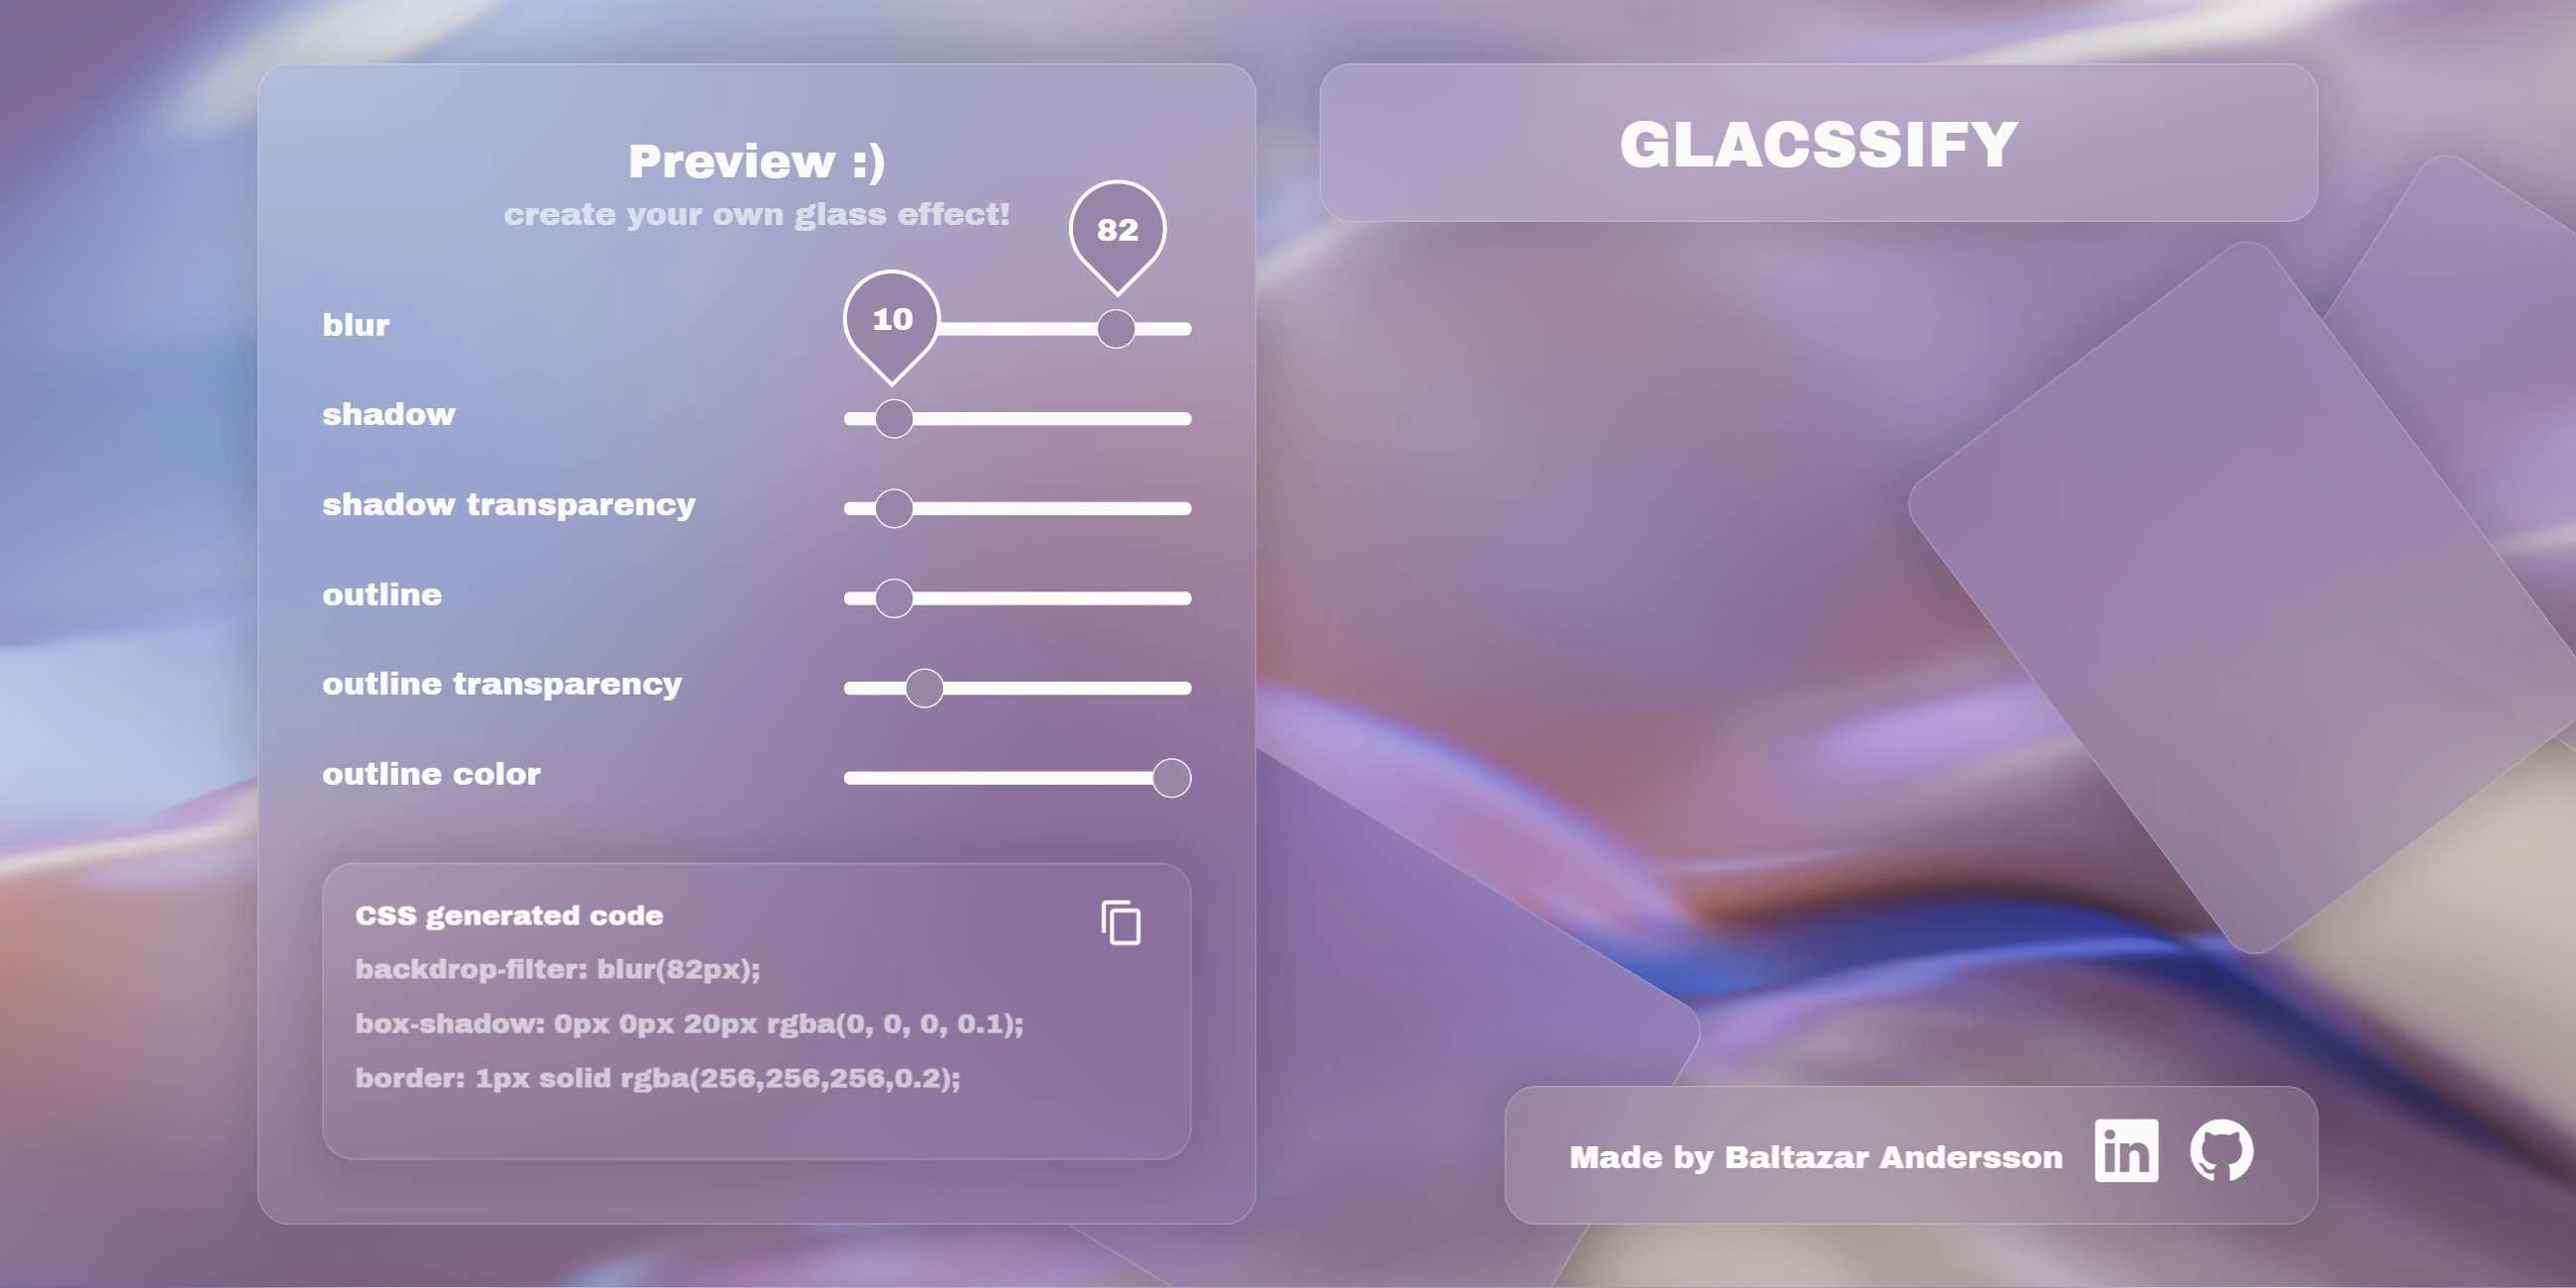 Preview :)
create your own glass effect!
82
blur
10
shadow
shadow transparency
outline
outline transparency
outline color
CSS generated code
backdrop-filter: blur(82px);
box-shadow: 0px 0px 20px rgba(0, 0, 0, 0.1);
border: 1px solid rgba(256,256,256,0.2);
GLACSSIFY
Made by Baltazar Andersson
in